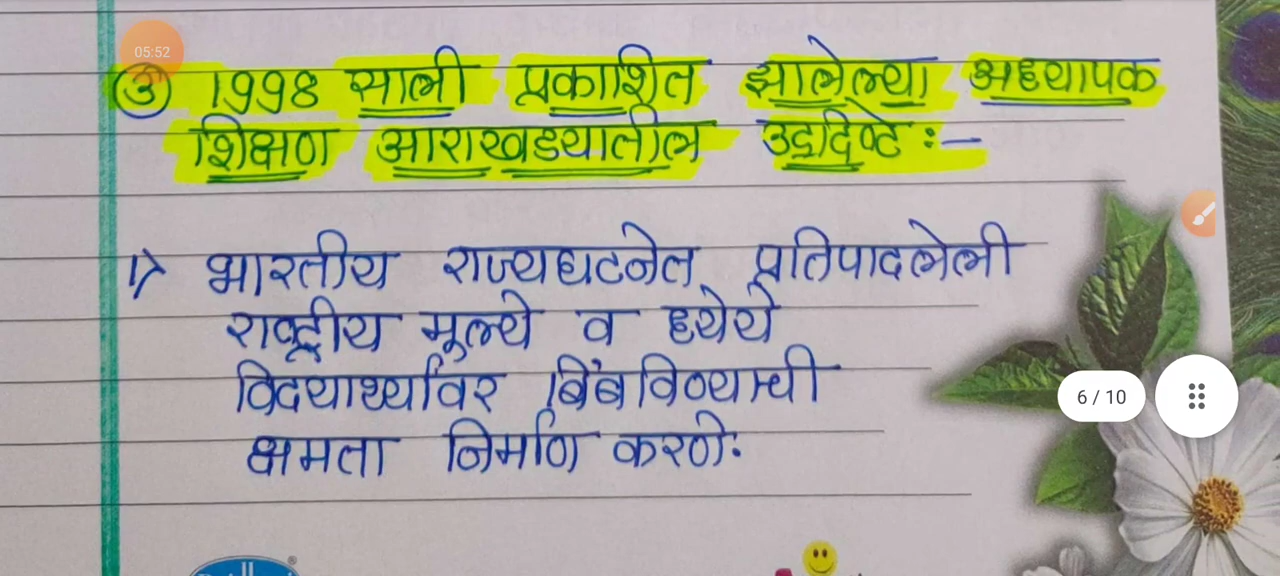 05:52
③ 1998 साली प्रकाशित झालेल्या अध्यापक
शिक्षण आराखड्यातील उद्दिष्टे :-
1) भारतीय राज्यघटनेत प्रतिपादलेली
राष्ट्रीय मूल्ये व ध्येये
विद्यार्थ्यांवर बिंबविण्याची
क्षमता निर्माण करणे.
6 / 10